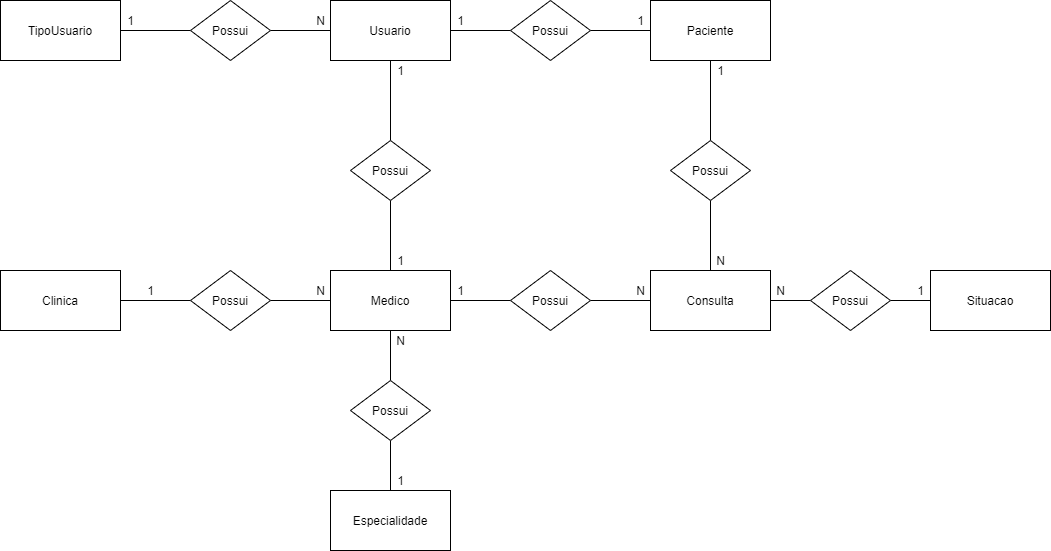 TipoUsuario 1 Possui N Usuario 1 Possui 1 Paciente
1 1
Possui Possui
1 N
Clinica 1 Possui N Medico 1 Possui N Consulta N Possui 1 Situacao
N
Possui
1
Especialidade